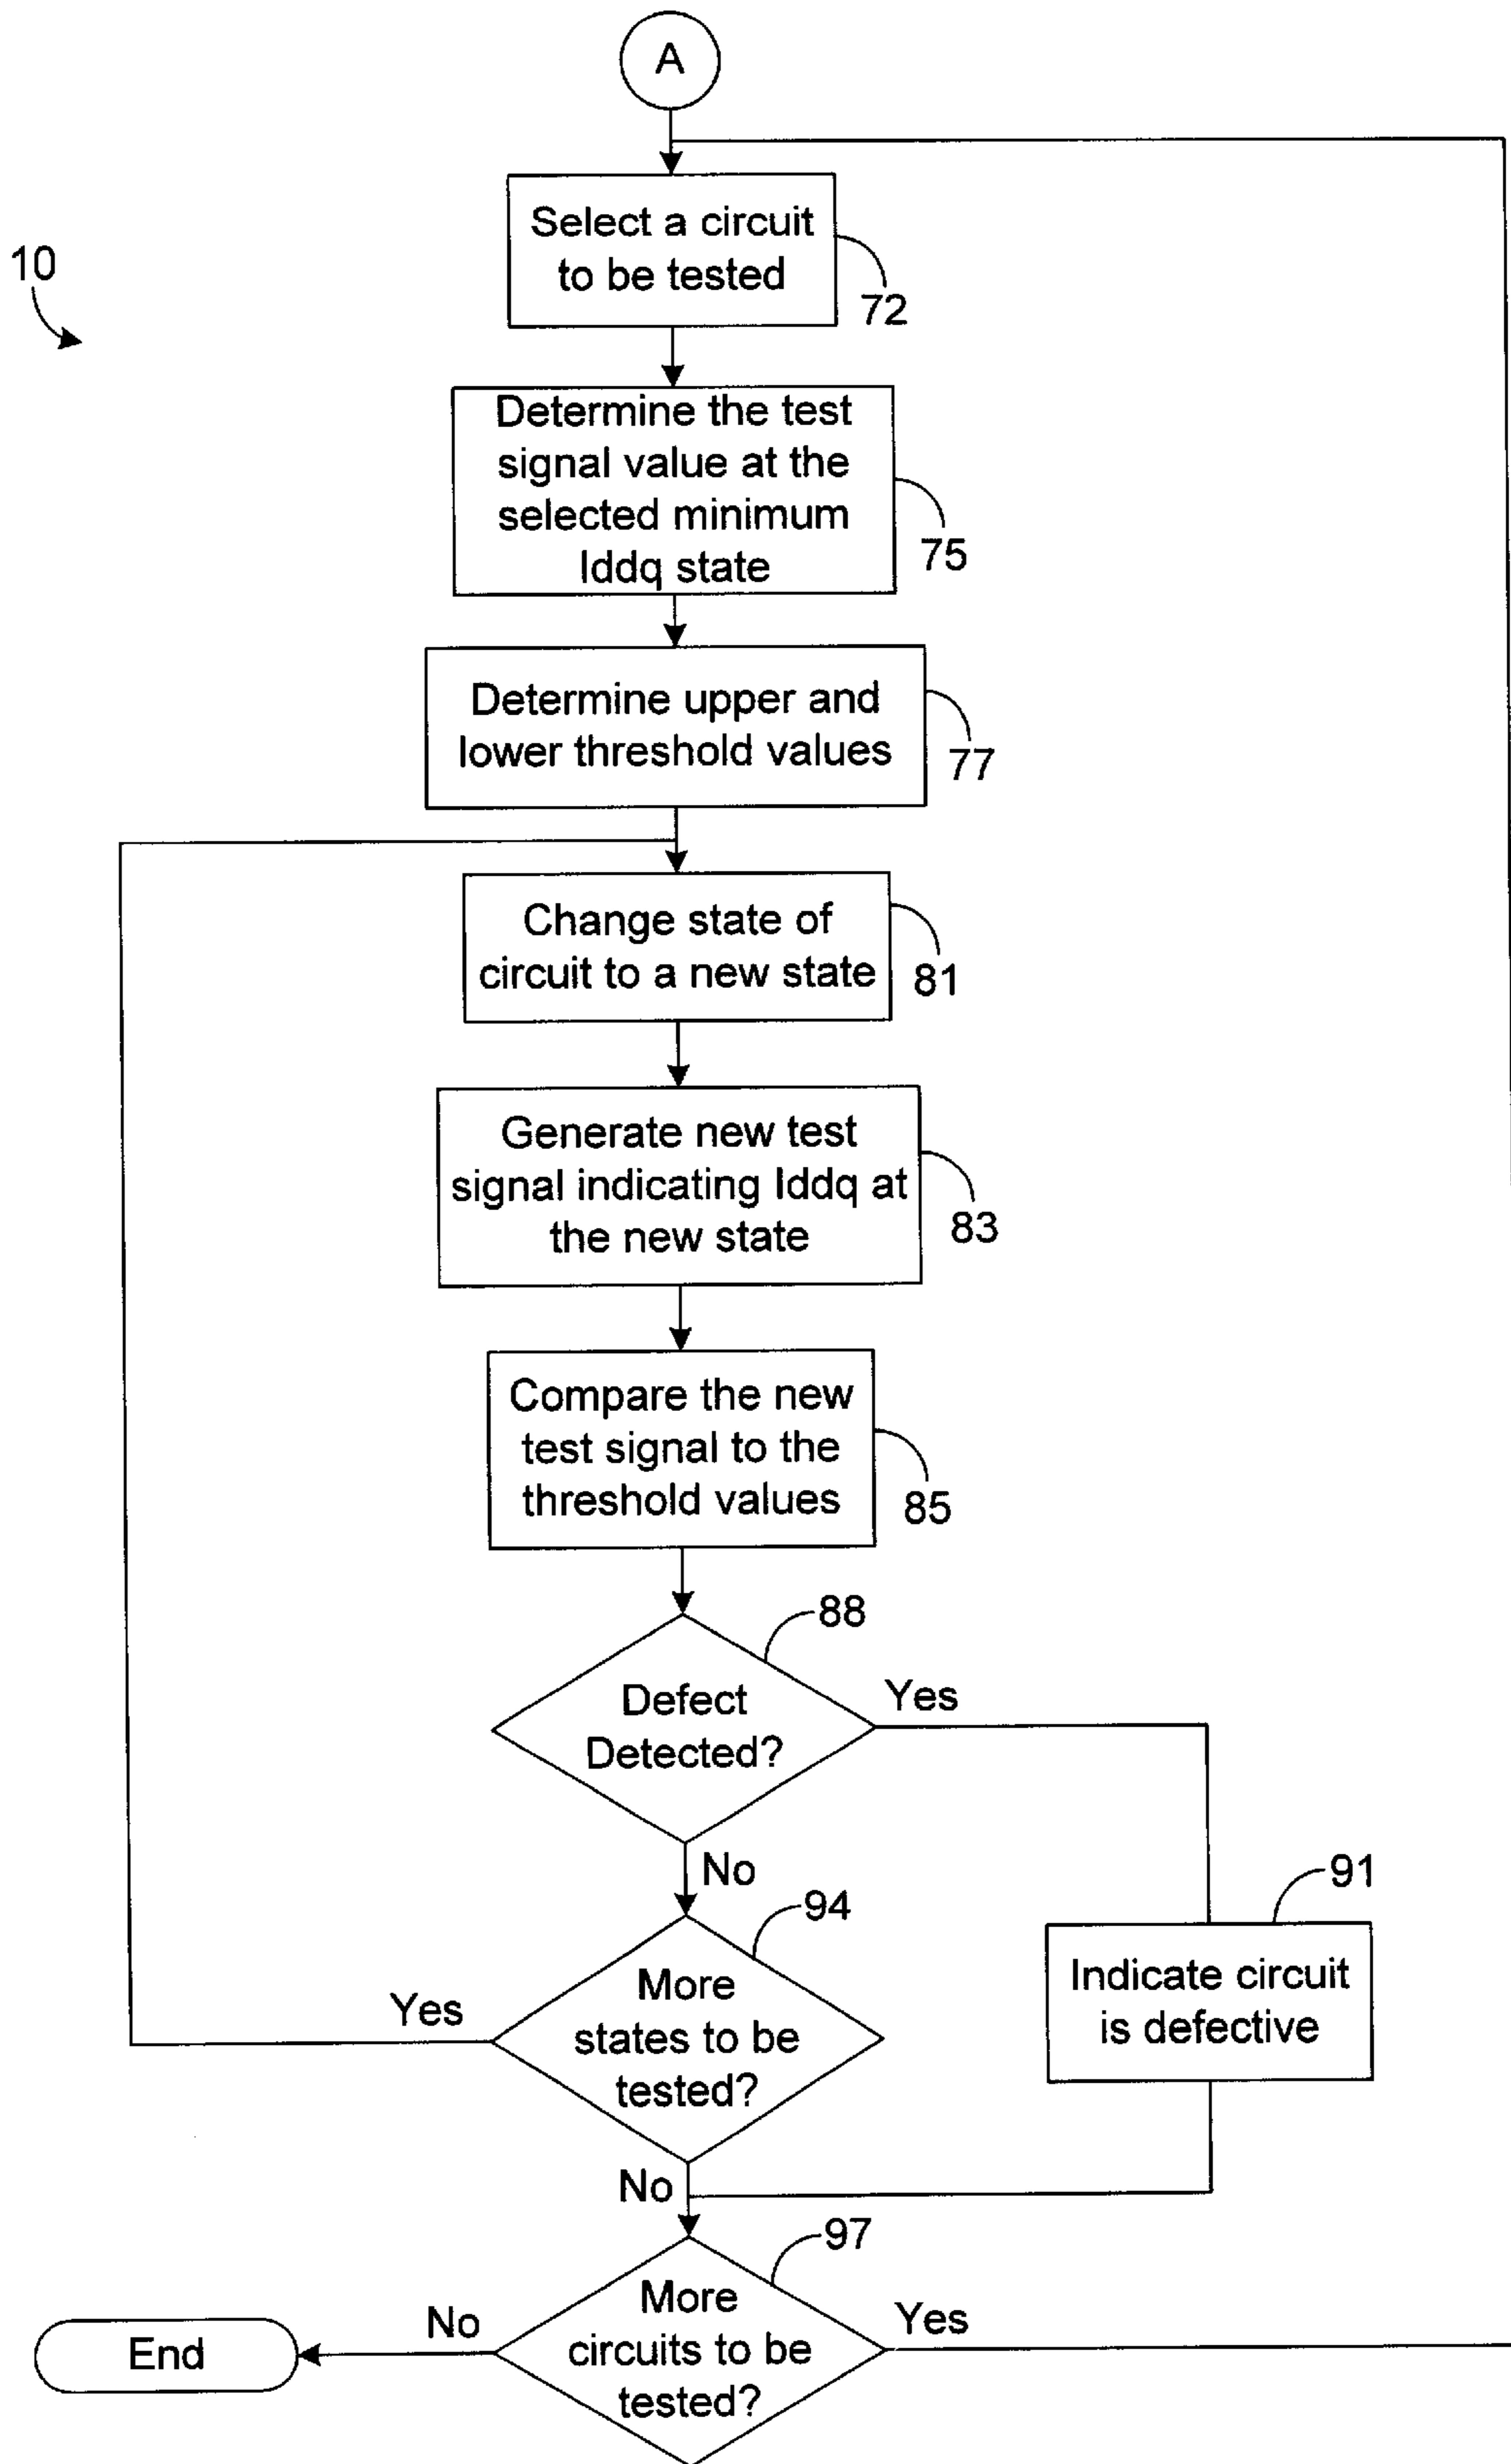 A
10
Select a circuit
to be tested
72
Determine the test
signal value at the
selected minimum
Iddq state
75
Determine upper and
lower threshold values
77
Change state of
circuit to a new state
81
Generate new test
signal indicating Iddq at
the new state
83
Compare the new
test signal to the
threshold values
85
88
Defect
Detected?
Yes
No
91
Indicate circuit
is defective
94
More
states to be
tested?
Yes
No
97
More
circuits to be
tested?
No
Yes
End